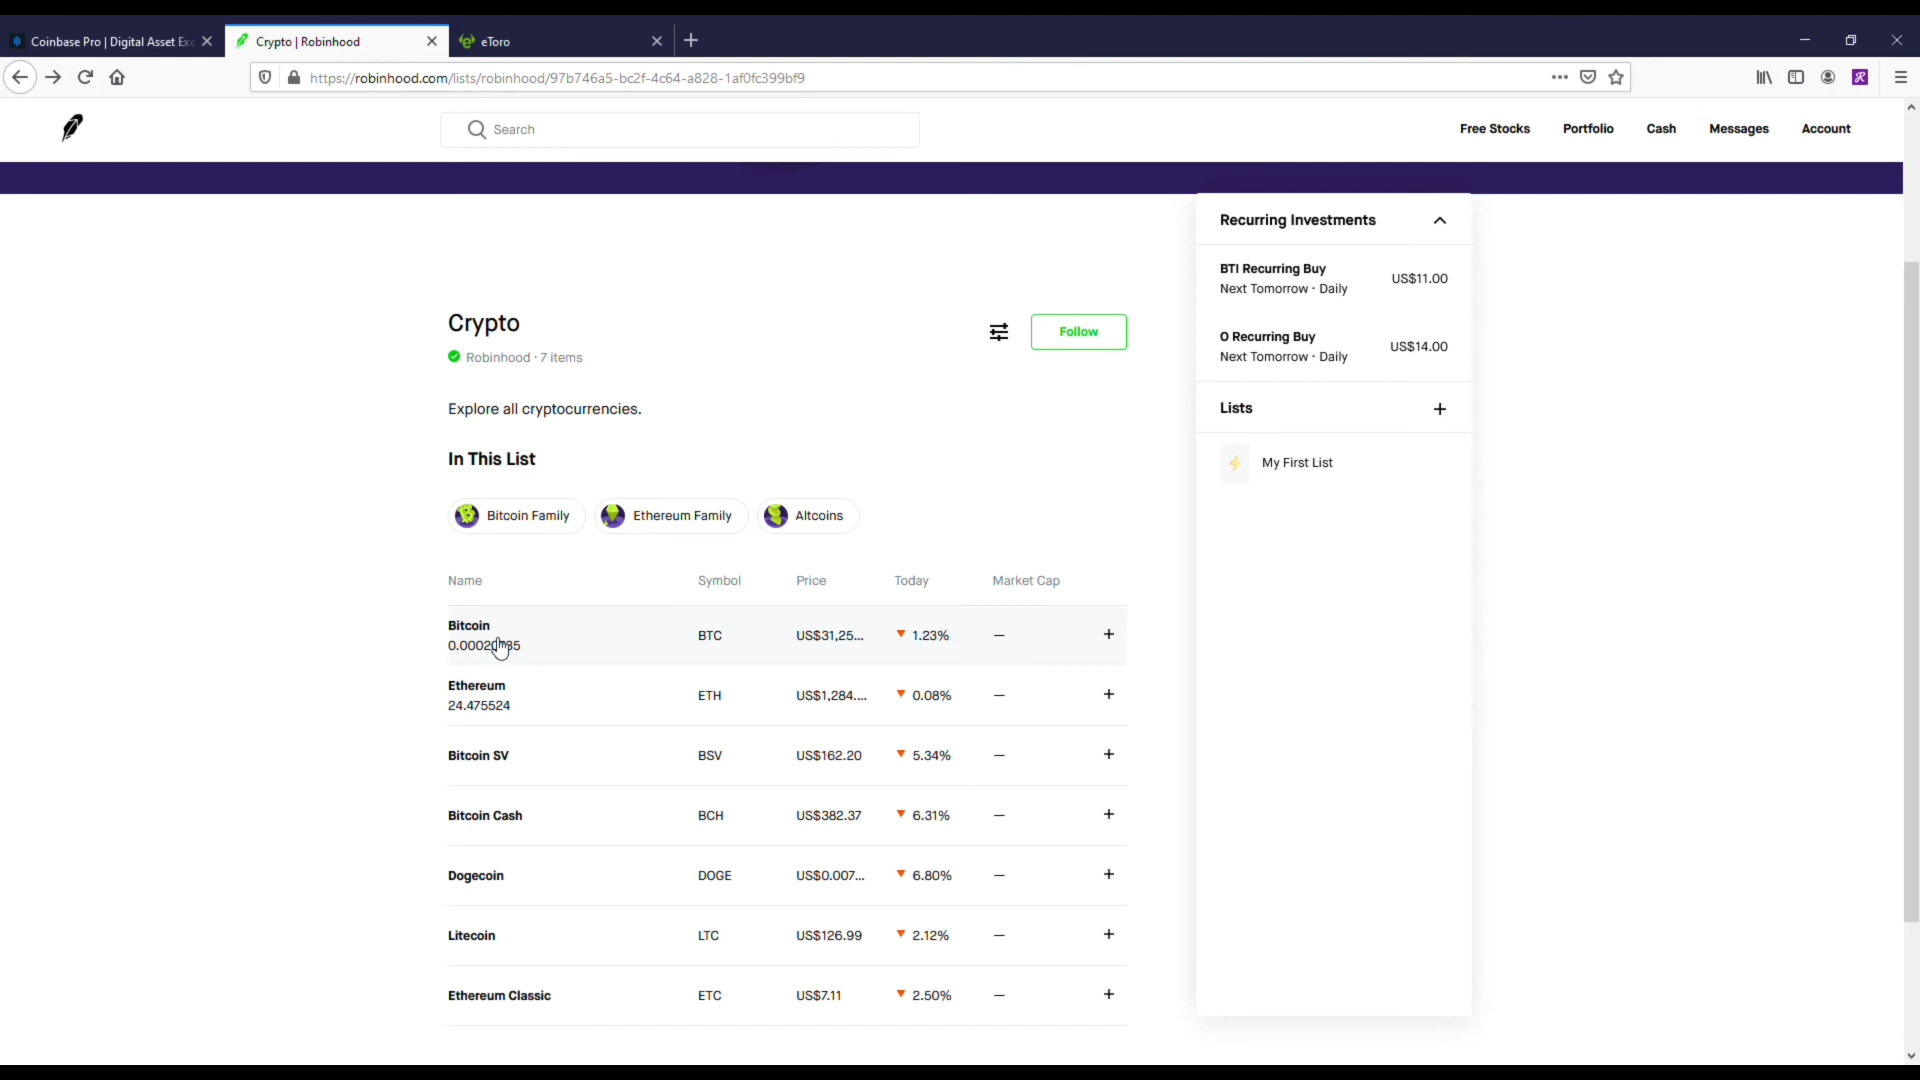 Coinbase Pro | Digital Asset Exc
Crypto | Robinhood
eToro
https://robinhood.com/lists/robinhood/97b746a5-bc2f-4c64-a828-1af0fc399bf9
Search
Free Stocks Portfolio Cash Messages Account
Crypto
Robinhood · 7 items
Follow
Explore all cryptocurrencies.
In This List
Bitcoin Family Ethereum Family Altcoins
Name Symbol Price Today Market Cap
Bitcoin
BTC US$31,25... 1.23% —
Ethereum
24.475524
ETH US$1,284.... 0.08% —
Bitcoin SV BSV US$162.20 5.34% —
Bitcoin Cash BCH US$382.37 6.31% —
Dogecoin DOGE US$0.007... 6.80% —
Litecoin LTC US$126.99 2.12% —
Ethereum Classic ETC US$7.11 2.50% —
Recurring Investments
BTI Recurring Buy
Next Tomorrow · Daily
US$11.00
O Recurring Buy
Next Tomorrow · Daily
US$14.00
Lists
My First List